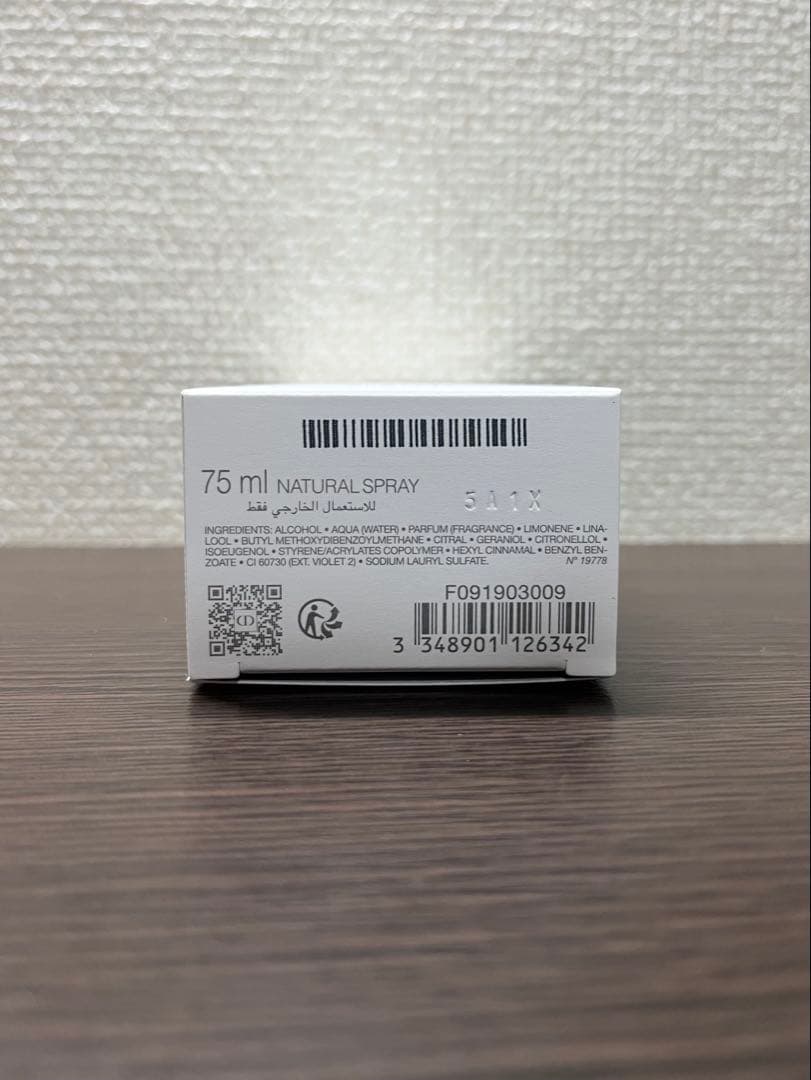 75 ml NATURAL SPRAY
5A1X
للاستعمال الخارجي فقط
INGREDIENTS: ALCOHOL • AQUA (WATER) • PARFUM (FRAGRANCE) • LIMONENE • LINA-
LOOL • BUTYL METHOXYDIBENZOYLMETHANE • CITRAL • GERANIOL • CITRONELLOL •
ISOEUGENOL • STYRENE/ACRYLATES COPOLYMER • HEXYL CINNAMAL • BENZYL BEN-
ZOATE • CI 60730 (EXT. VIOLET 2) • SODIUM LAURYL SULFATE. N° 19778
CD
F091903009
3 348901 126342